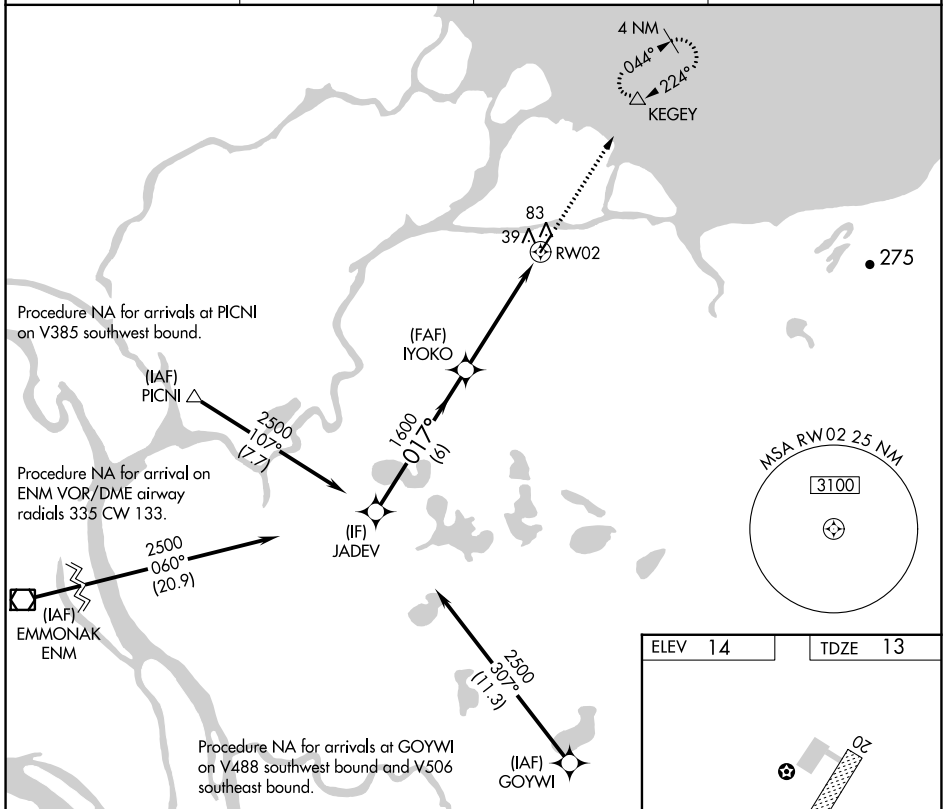 4 NM
044°
224°
KEGEY
83
39
RW02
275
Procedure NA for arrivals at PICNI
on V385 southwest bound.
(FAF)
IYOKO
(IAF)
PICNI
2500
107°
(7.7)
1600
017°
(6)
MSA RW02 25 NM
3100
Procedure NA for arrival on
ENM VOR/DME airway
radials 335 CW 133.
(IF)
JADEV
2500
060°
(20.9)
(IAF)
EMMONAK
ENM
2500
307°
(11.3)
ELEV 14
TDZE 13
Procedure NA for arrivals at GOYWI
on V488 southwest bound and V506
southeast bound.
(IAF)
GOYWI
20